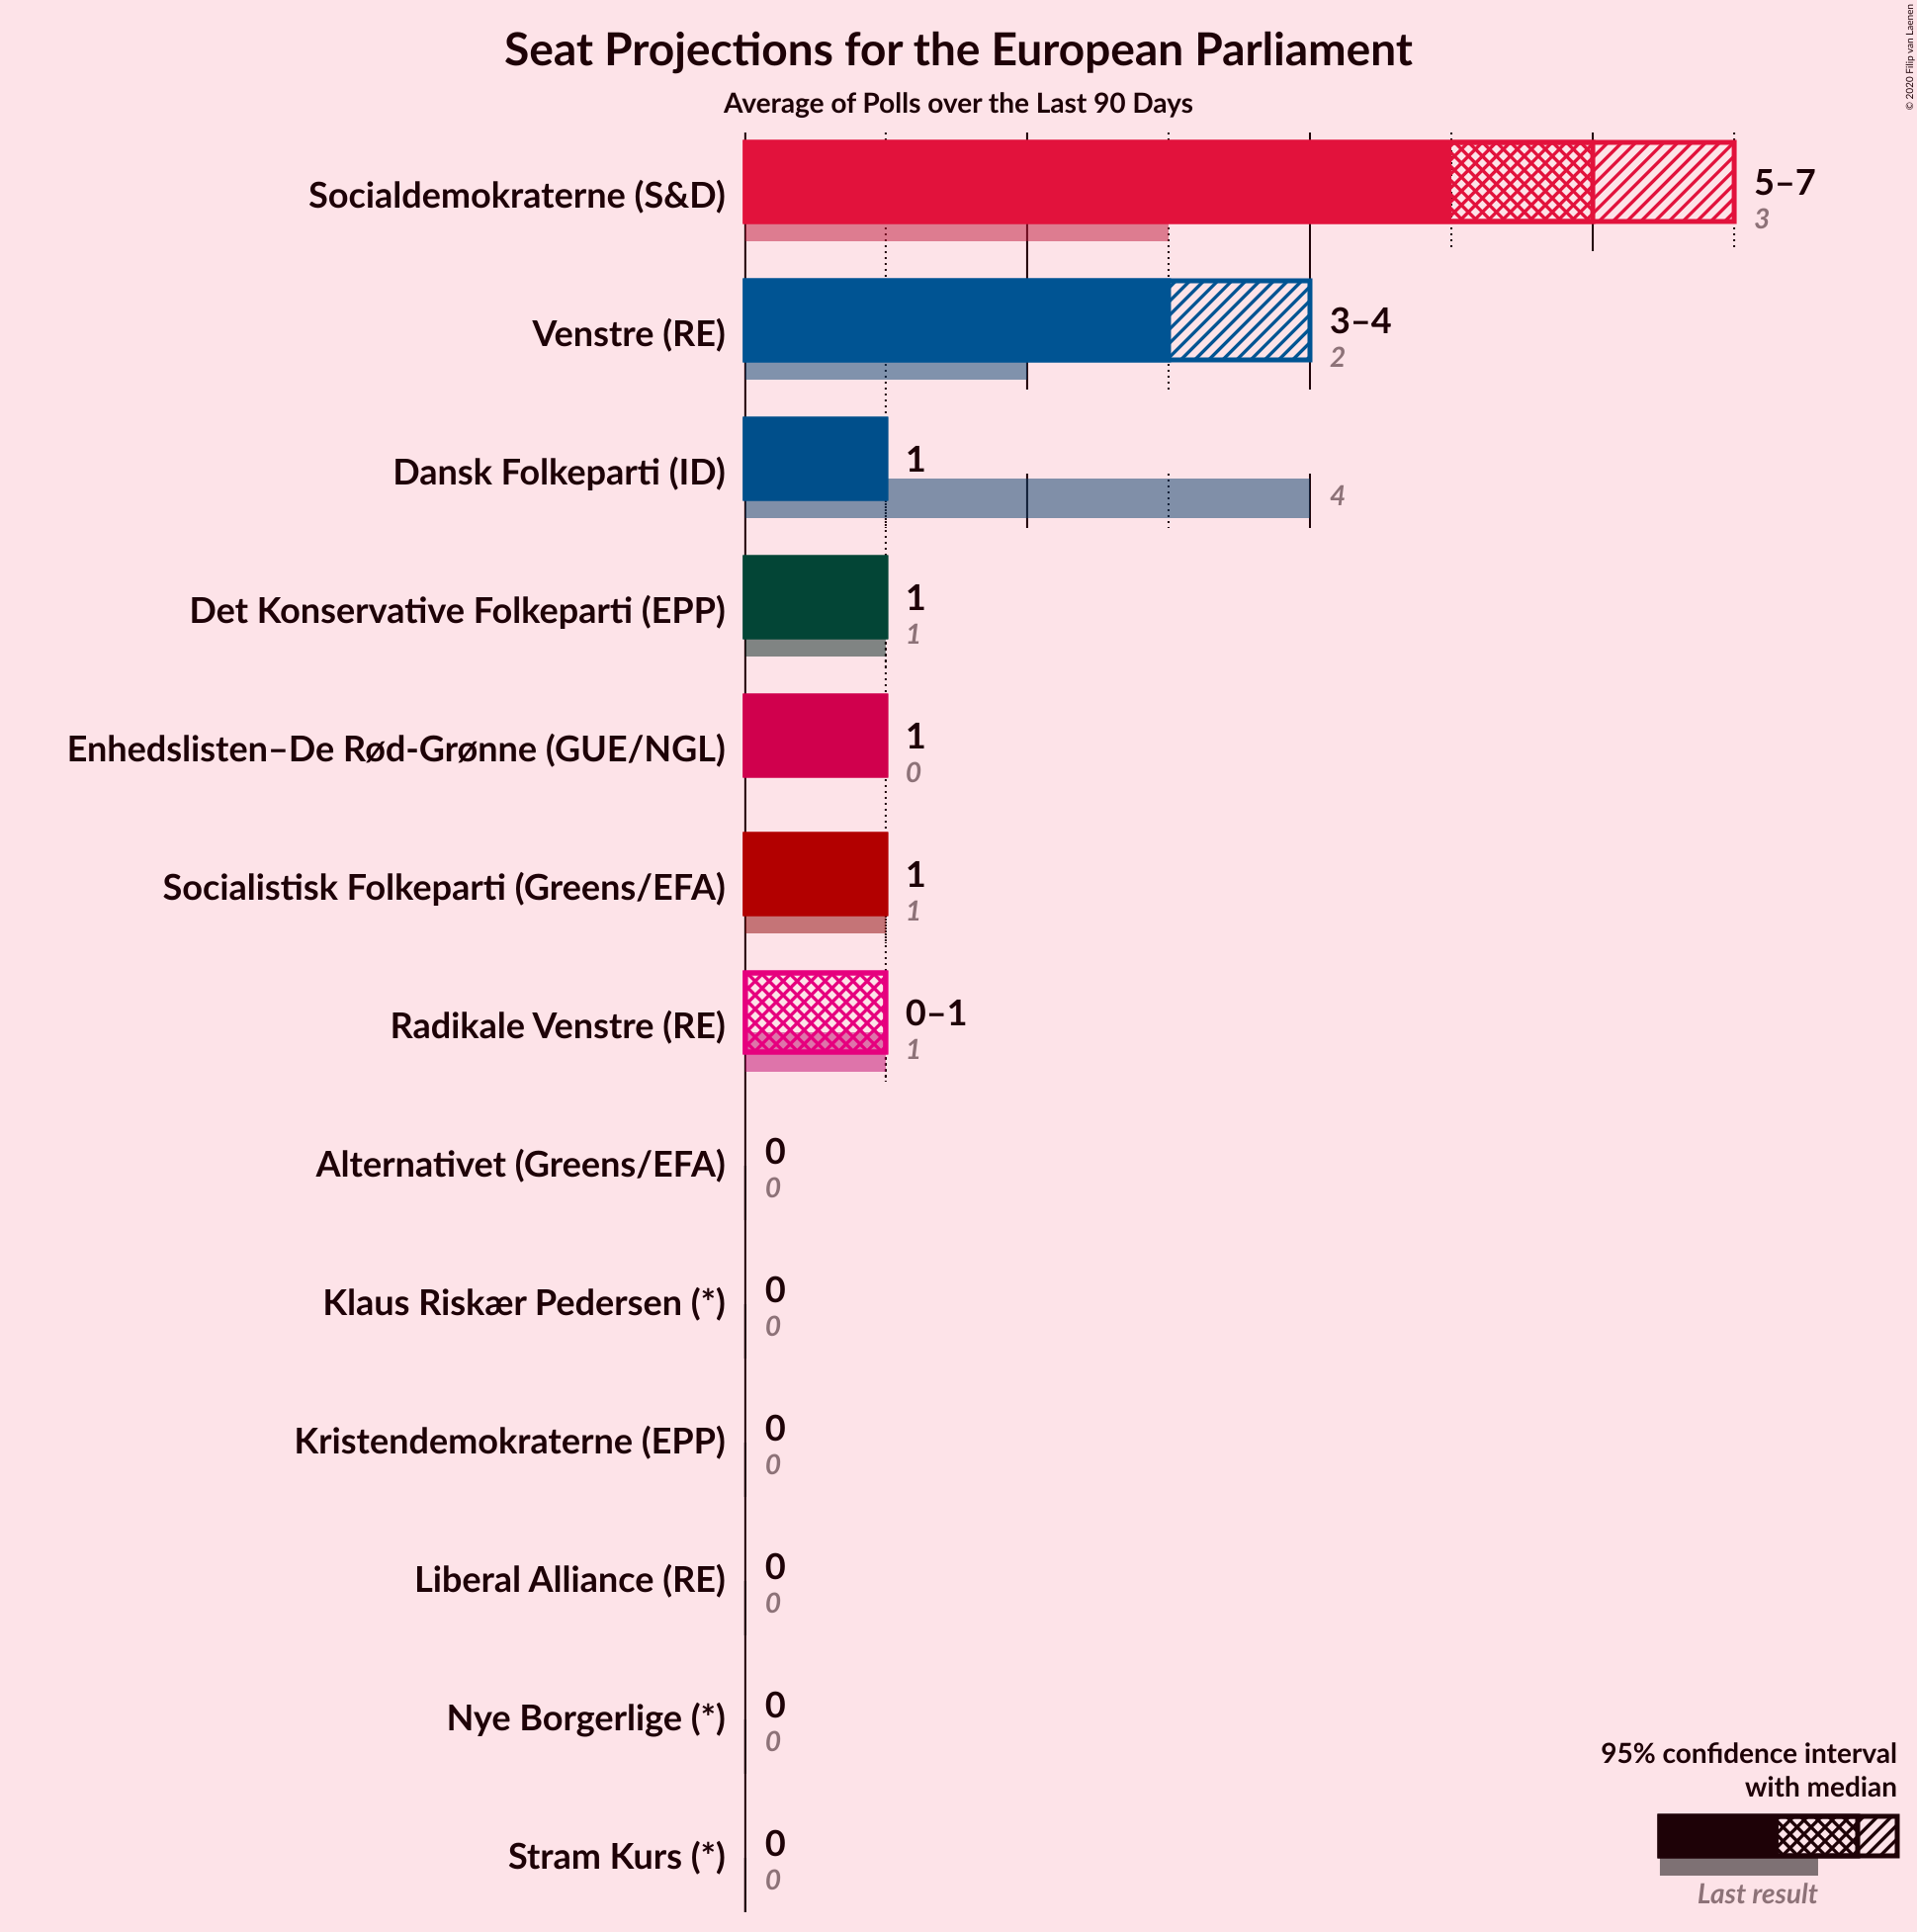 Seat Projections for the European Parliament
Average of Polls over the Last 90 Days
© 2020 Filip van Laenen
Socialdemokraterne (S&D)
5–7
3
Venstre (RE)
3–4
2
Dansk Folkeparti (ID)
1
4
Det Konservative Folkeparti (EPP)
1
1
Enhedslisten–De Rød-Grønne (GUE/NGL)
1
0
Socialistisk Folkeparti (Greens/EFA)
1
1
Radikale Venstre (RE)
0–1
1
Alternativet (Greens/EFA)
0
0
Klaus Riskær Pedersen (*)
0
0
Kristendemokraterne (EPP)
0
0
Liberal Alliance (RE)
0
0
Nye Borgerlige (*)
0
0
Stram Kurs (*)
0
0
95% confidence interval
with median
Last result